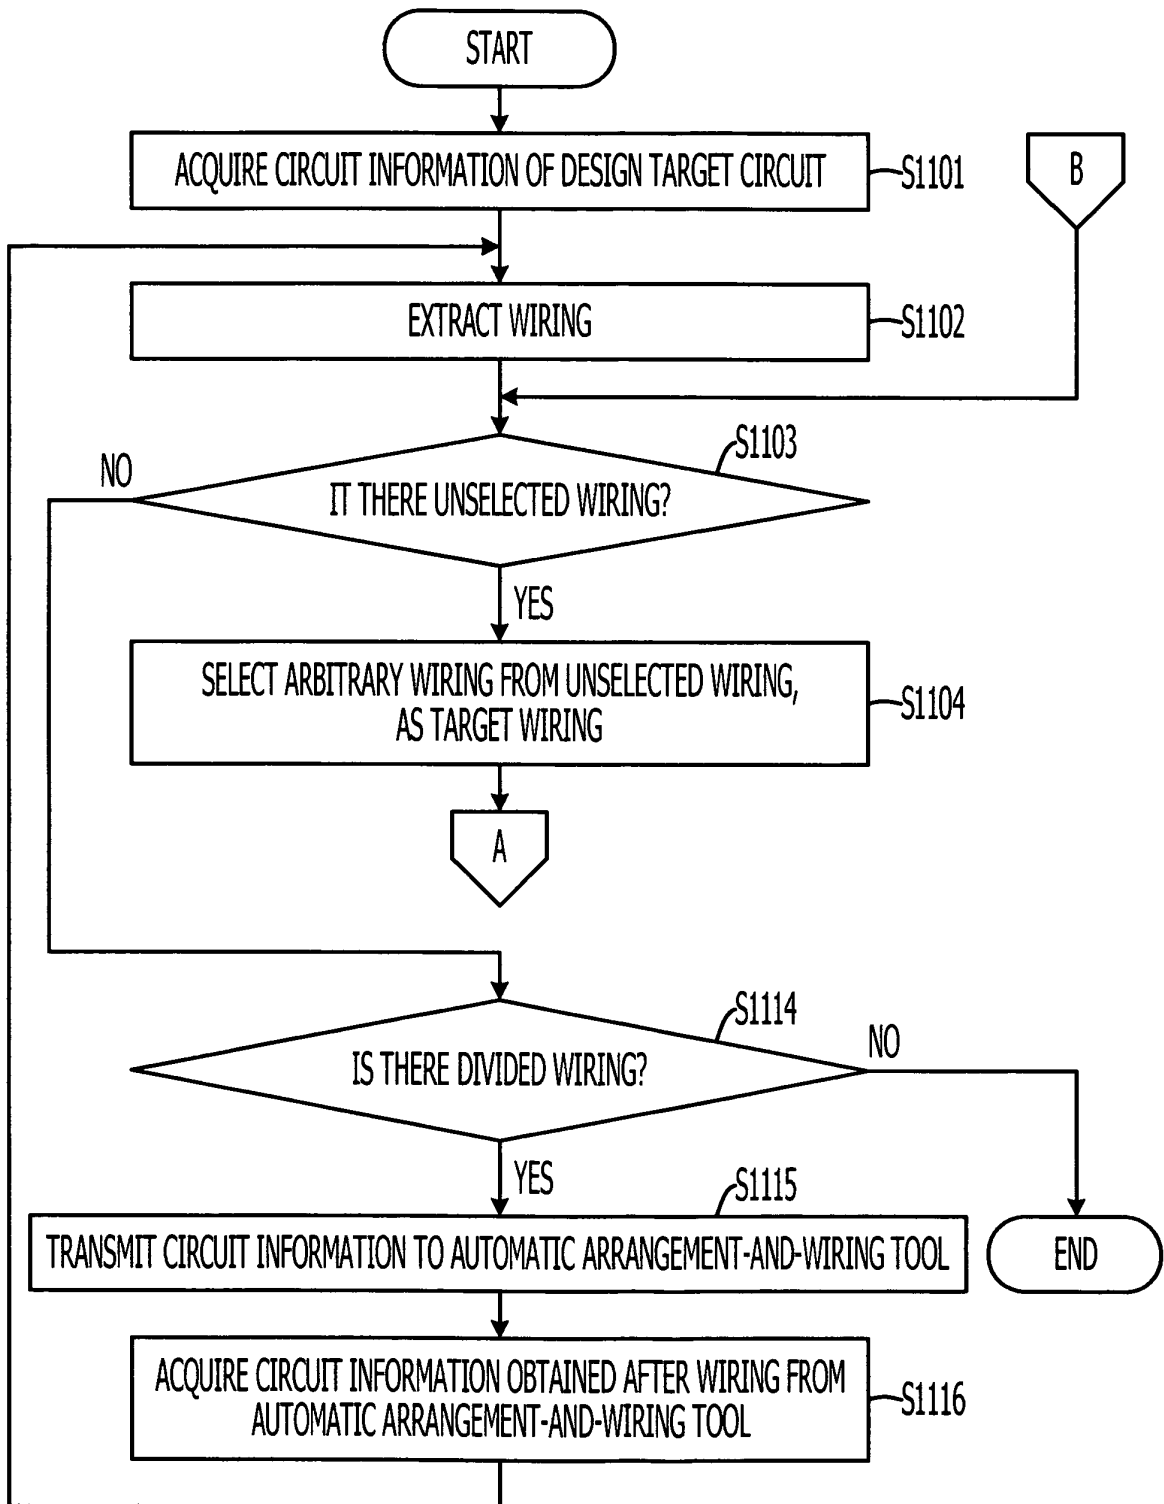 START
ACQUIRE CIRCUIT INFORMATION OF DESIGN TARGET CIRCUIT
S1101
B
EXTRACT WIRING
S1102
S1103
NO
IT THERE UNSELECTED WIRING?
YES
SELECT ARBITRARY WIRING FROM UNSELECTED WIRING,
AS TARGET WIRING
S1104
A
S1114
NO
IS THERE DIVIDED WIRING?
YES
S1115
TRANSMIT CIRCUIT INFORMATION TO AUTOMATIC ARRANGEMENT-AND-WIRING TOOL
END
ACQUIRE CIRCUIT INFORMATION OBTAINED AFTER WIRING FROM
AUTOMATIC ARRANGEMENT-AND-WIRING TOOL
S1116